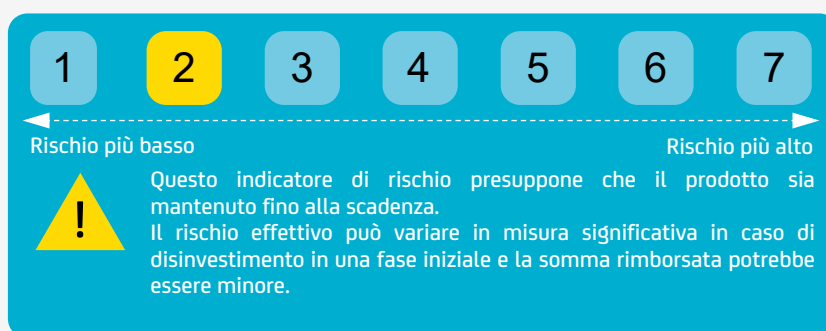 1 2 3 4 5 6 7
Rischio più basso Rischio più alto
Questo indicatore di rischio presuppone che il prodotto sia
mantenuto fino alla scadenza.
Il rischio effettivo può variare in misura significativa in caso di
disinvestimento in una fase iniziale e la somma rimborsata potrebbe
essere minore.
!